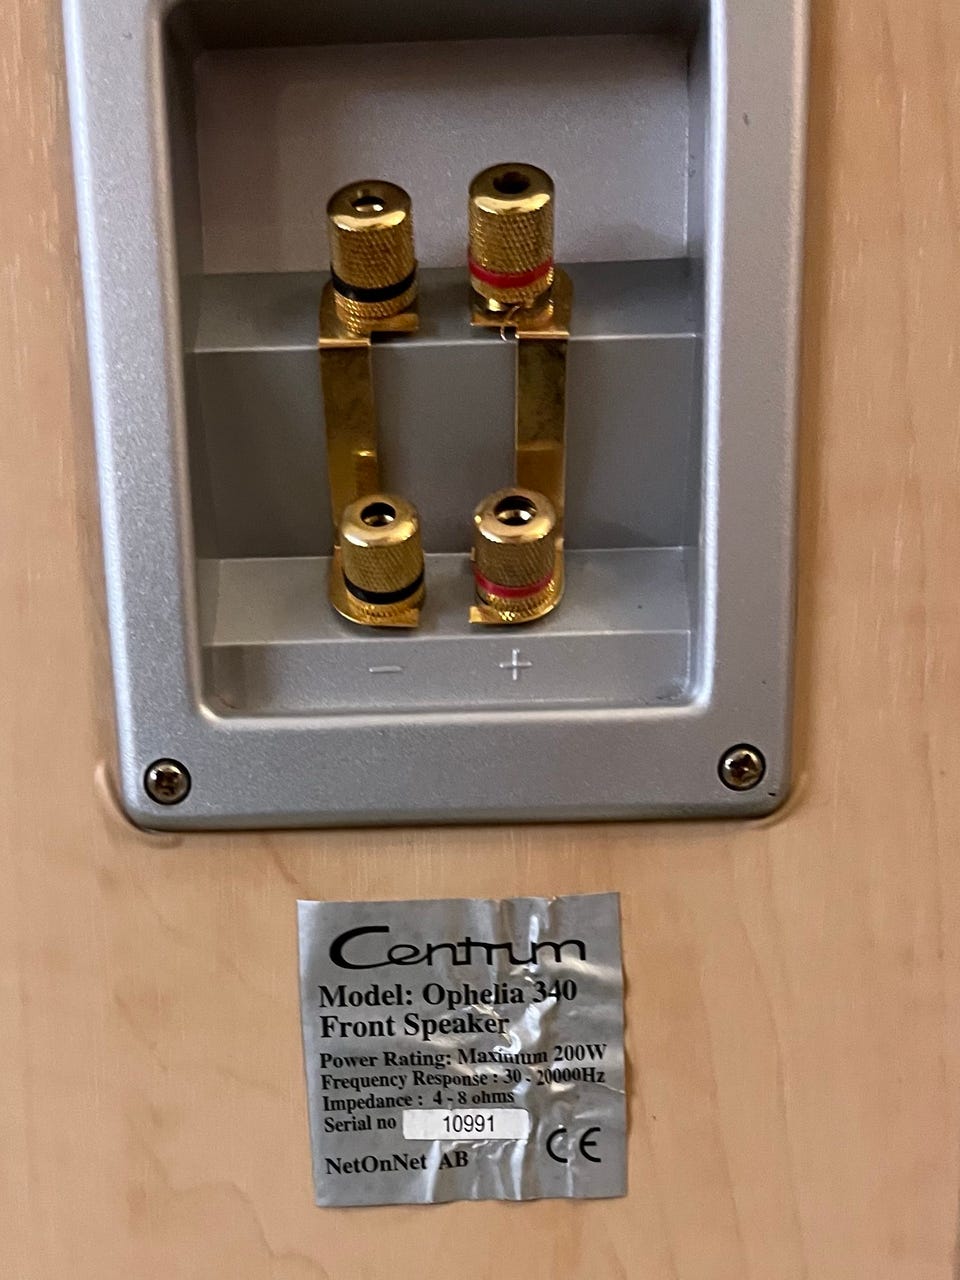 - +
Centrum
Model: Ophelia 340
Front Speaker
Power Rating: Maximum 200W
Frequency Response : 30 - 20000Hz
Impedance : 4 - 8 ohms
Serial no 10991
NetOnNet AB CE